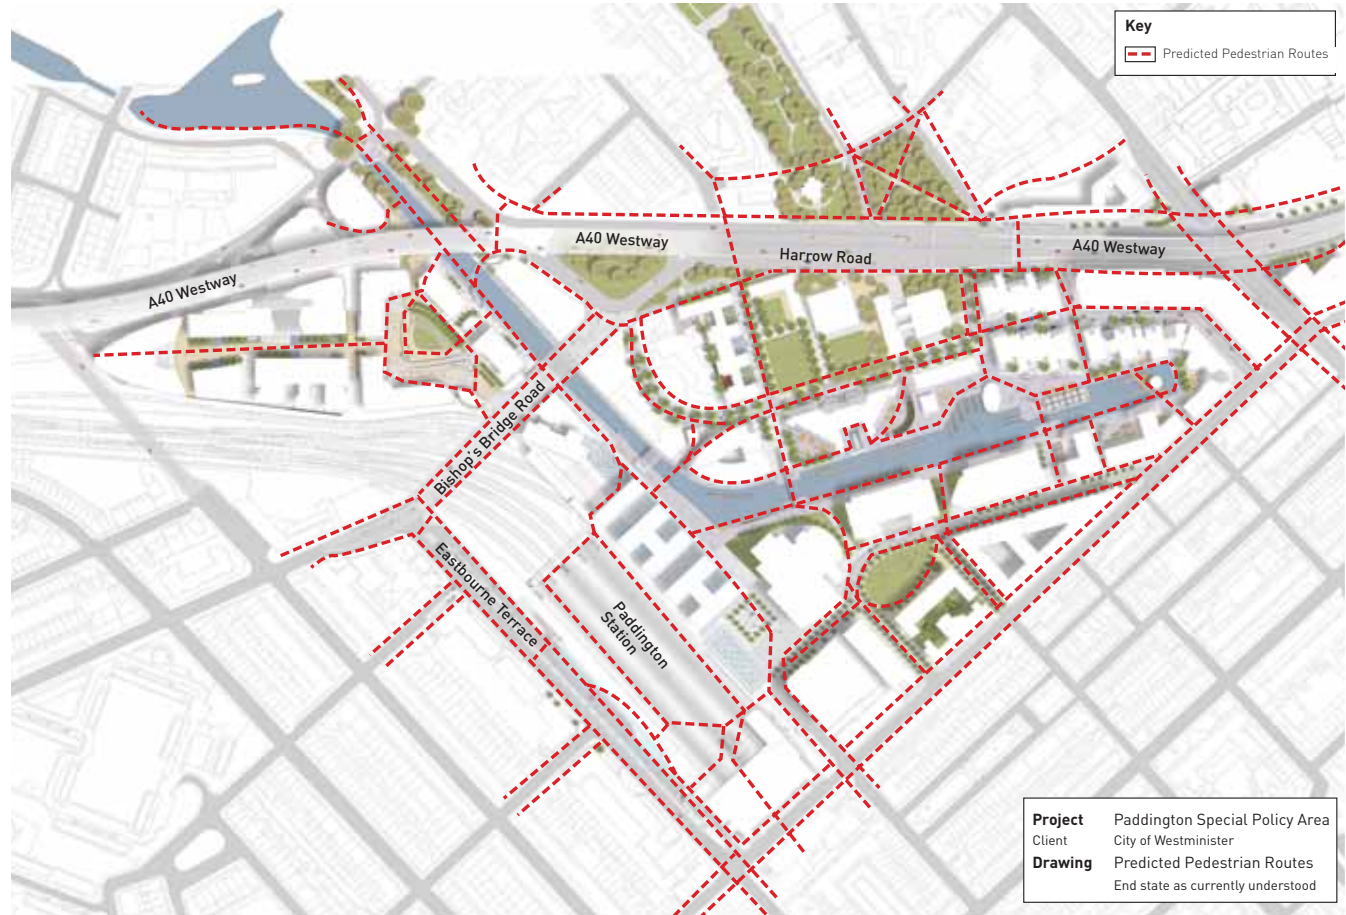 Key
Predicted Pedestrian Routes
A40 Westway
Harrow Road
A40 Westway
A40 Westway
Bishop's Bridge Road
Eastbourne Terrace
Paddington
Station
Project Paddington Special Policy Area
Client City of Westminister
Drawing Predicted Pedestrian Routes
End state as currently understood